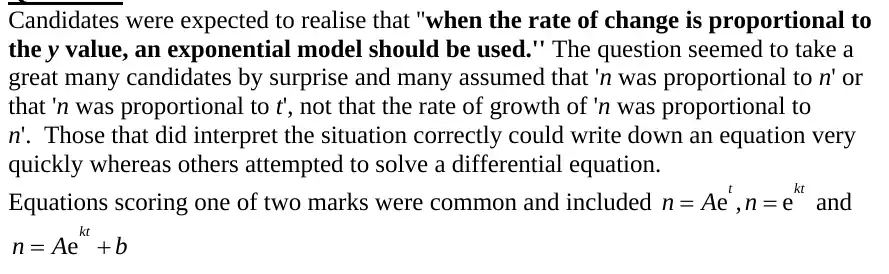 Candidates were expected to realise that "when the rate of change is proportional to
the y value, an exponential model should be used.'' The question seemed to take a
great many candidates by surprise and many assumed that 'n was proportional to n' or
that 'n was proportional to t', not that the rate of growth of 'n was proportional to
n'.  Those that did interpret the situation correctly could write down an equation very
quickly whereas others attempted to solve a differential equation.
Equations scoring one of two marks were common and included n = Ae^t, n = e^kt and
n = Ae^kt + b